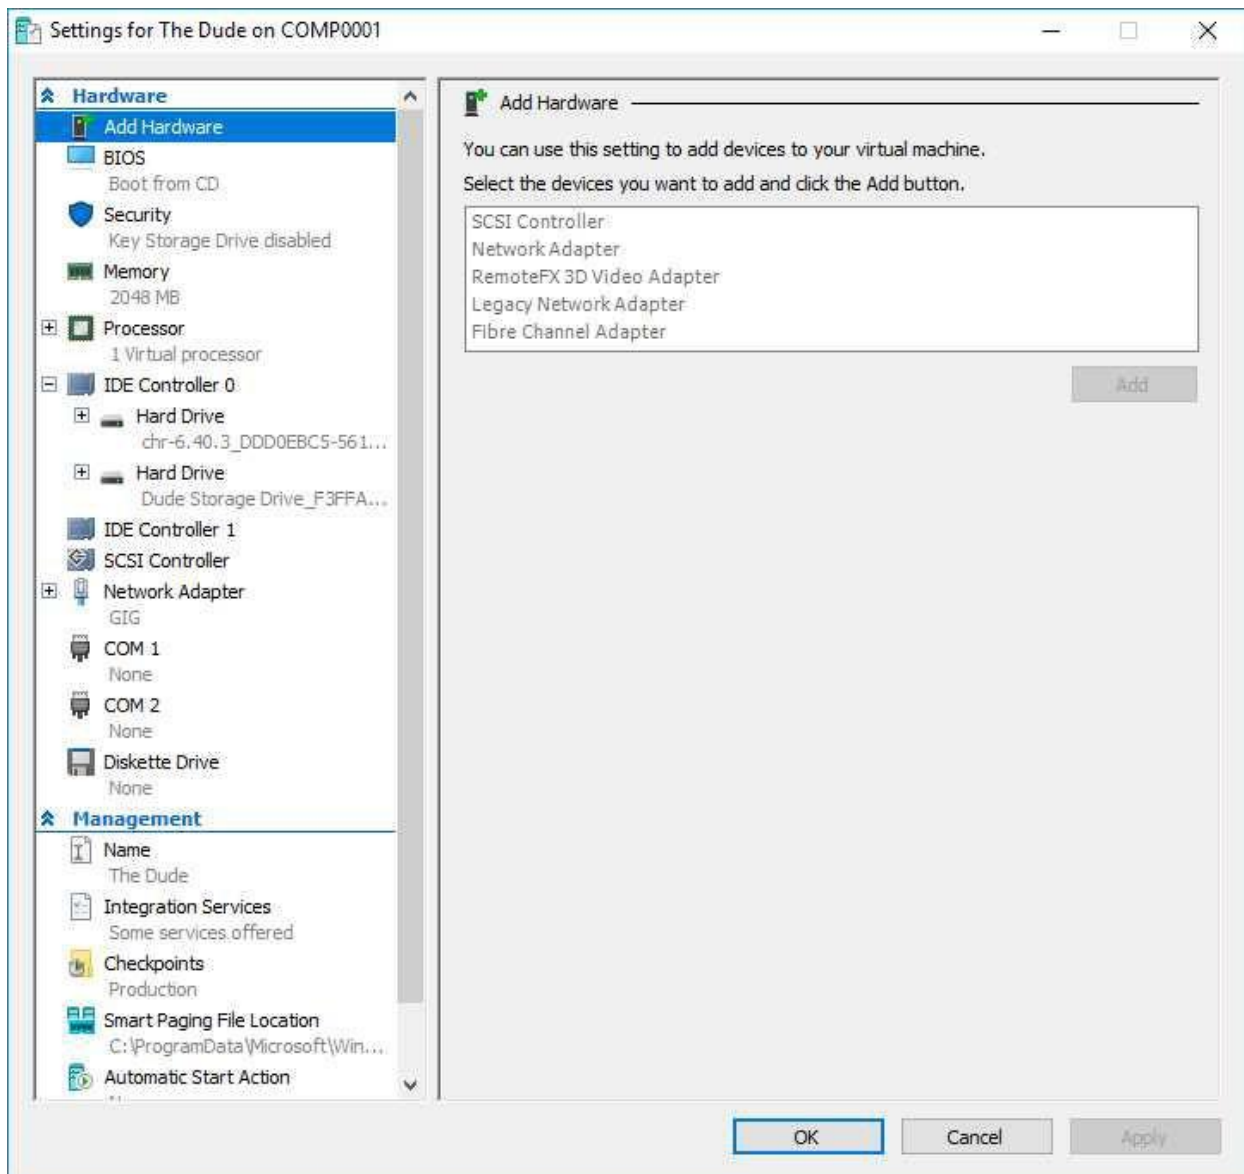 Settings for The Dude on COMP0001
Hardware
Add Hardware
BIOS
Boot from CD
Security
Key Storage Drive disabled
Memory
2048 MB
Processor
1 Virtual processor
IDE Controller 0
Hard Drive
chr-6.40.3_DDD0EBC5-561...
Hard Drive
Dude Storage Drive_F3FFA...
IDE Controller 1
SCSI Controller
Network Adapter
GIG
COM 1
None
COM 2
None
Diskette Drive
None
Management
Name
The Dude
Integration Services
Some services offered
Checkpoints
Production
Smart Paging File Location
C:\ProgramData\Microsoft\Win...
Automatic Start Action
Add Hardware
You can use this setting to add devices to your virtual machine.
Select the devices you want to add and click the Add button.
SCSI Controller
Network Adapter
RemoteFX 3D Video Adapter
Legacy Network Adapter
Fibre Channel Adapter
Add
OK
Cancel
Apply